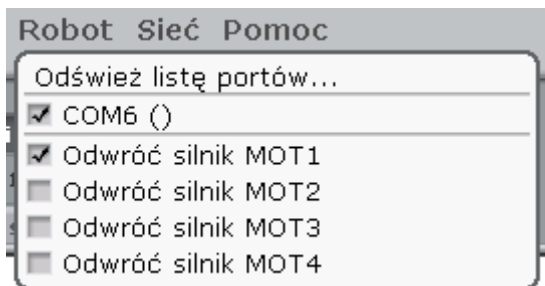 Robot Sieć Pomoc
Odśwież listę portów...
COM6 ()
Odwróć silnik MOT1
Odwróć silnik MOT2
Odwróć silnik MOT3
Odwróć silnik MOT4